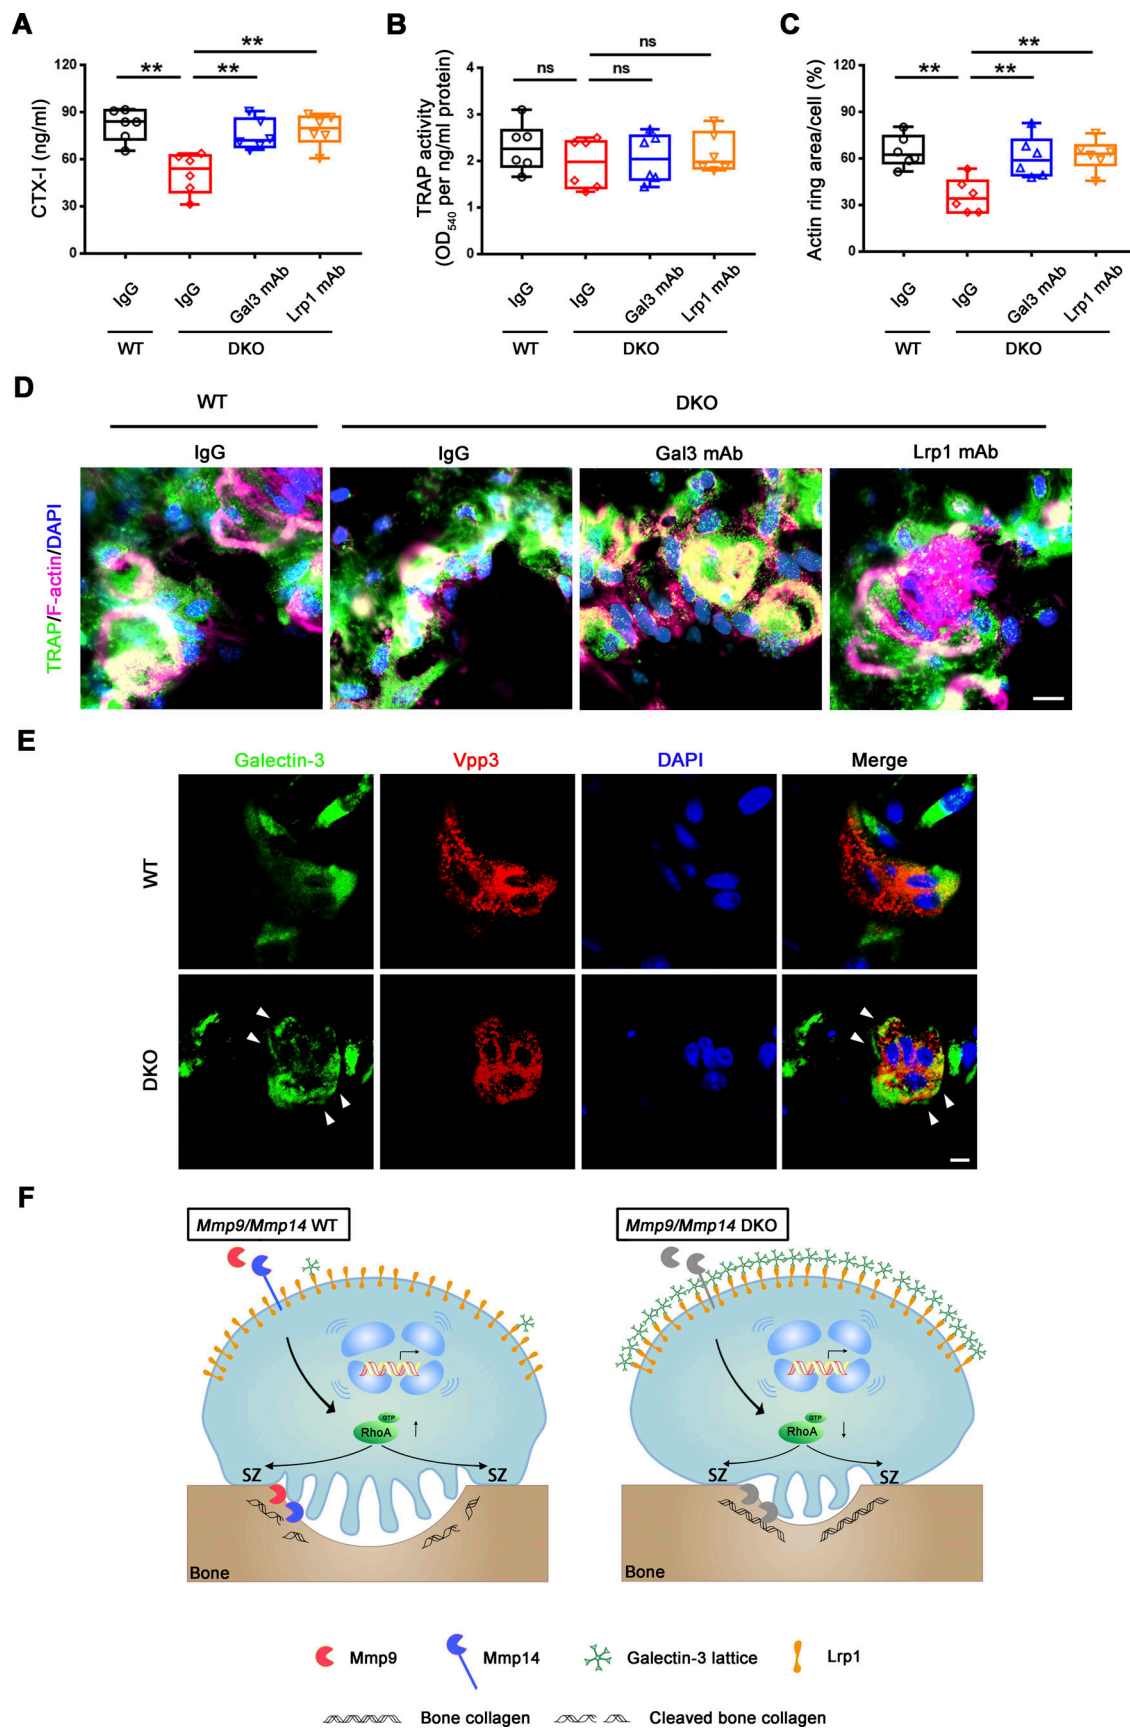 A
** 
** **
CTX-I (ng/ml)
120
90
60
30
0
IgG IgG Gal3 mAb Lrp1 mAb
WT DKO
B
ns
ns ns
TRAP activity
(OD540 per ng/ml protein)
4
3
2
1
0
IgG IgG Gal3 mAb Lrp1 mAb
WT DKO
C
**
** **
Actin ring area/cell (%)
120
90
60
30
0
IgG IgG Gal3 mAb Lrp1 mAb
WT DKO
D
WT DKO
IgG IgG Gal3 mAb Lrp1 mAb
TRAP/F-actin/DAPI
E
Galectin-3 Vpp3 DAPI Merge
WT
DKO
F
Mmp9/Mmp14 WT
GTP
RhoA
SZ SZ
Bone
Mmp9/Mmp14 DKO
GTP
RhoA
SZ SZ
Bone
Mmp9 Mmp14 Galectin-3 lattice Lrp1
Bone collagen Cleaved bone collagen